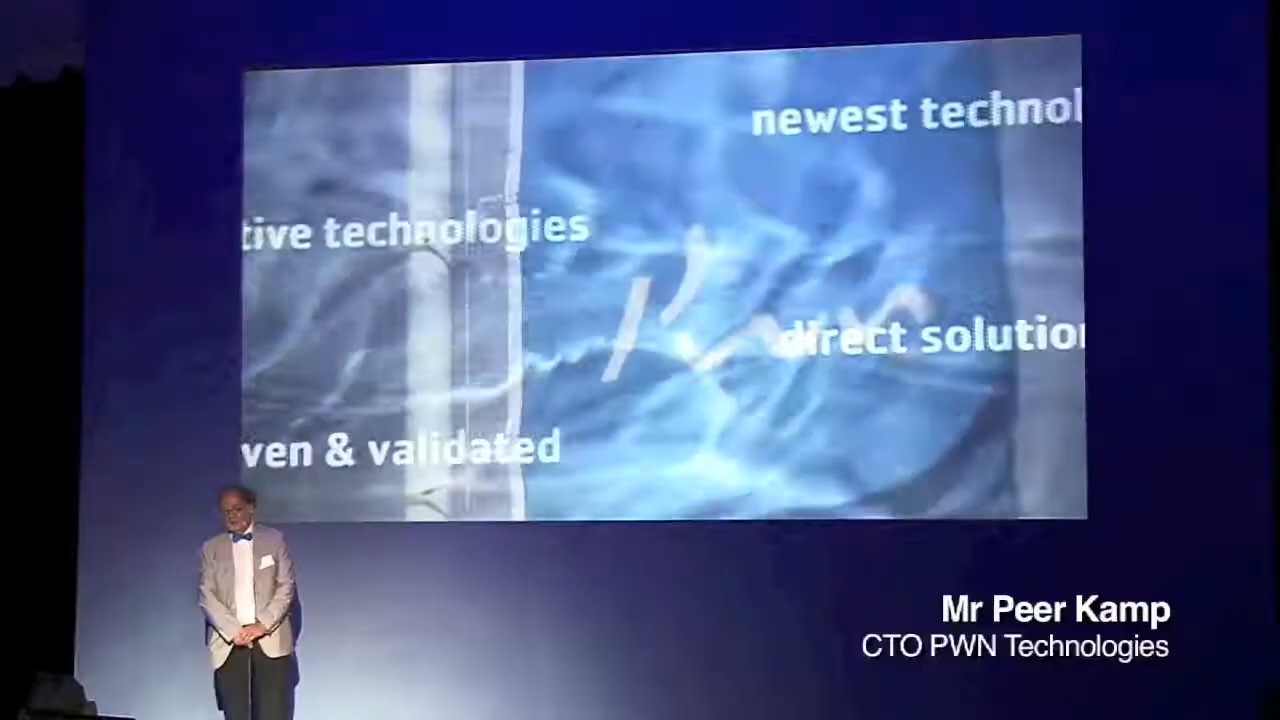 newest technol
tive technologies
direct solution
ven & validated
Mr Peer Kamp
CTO PWN Technologies